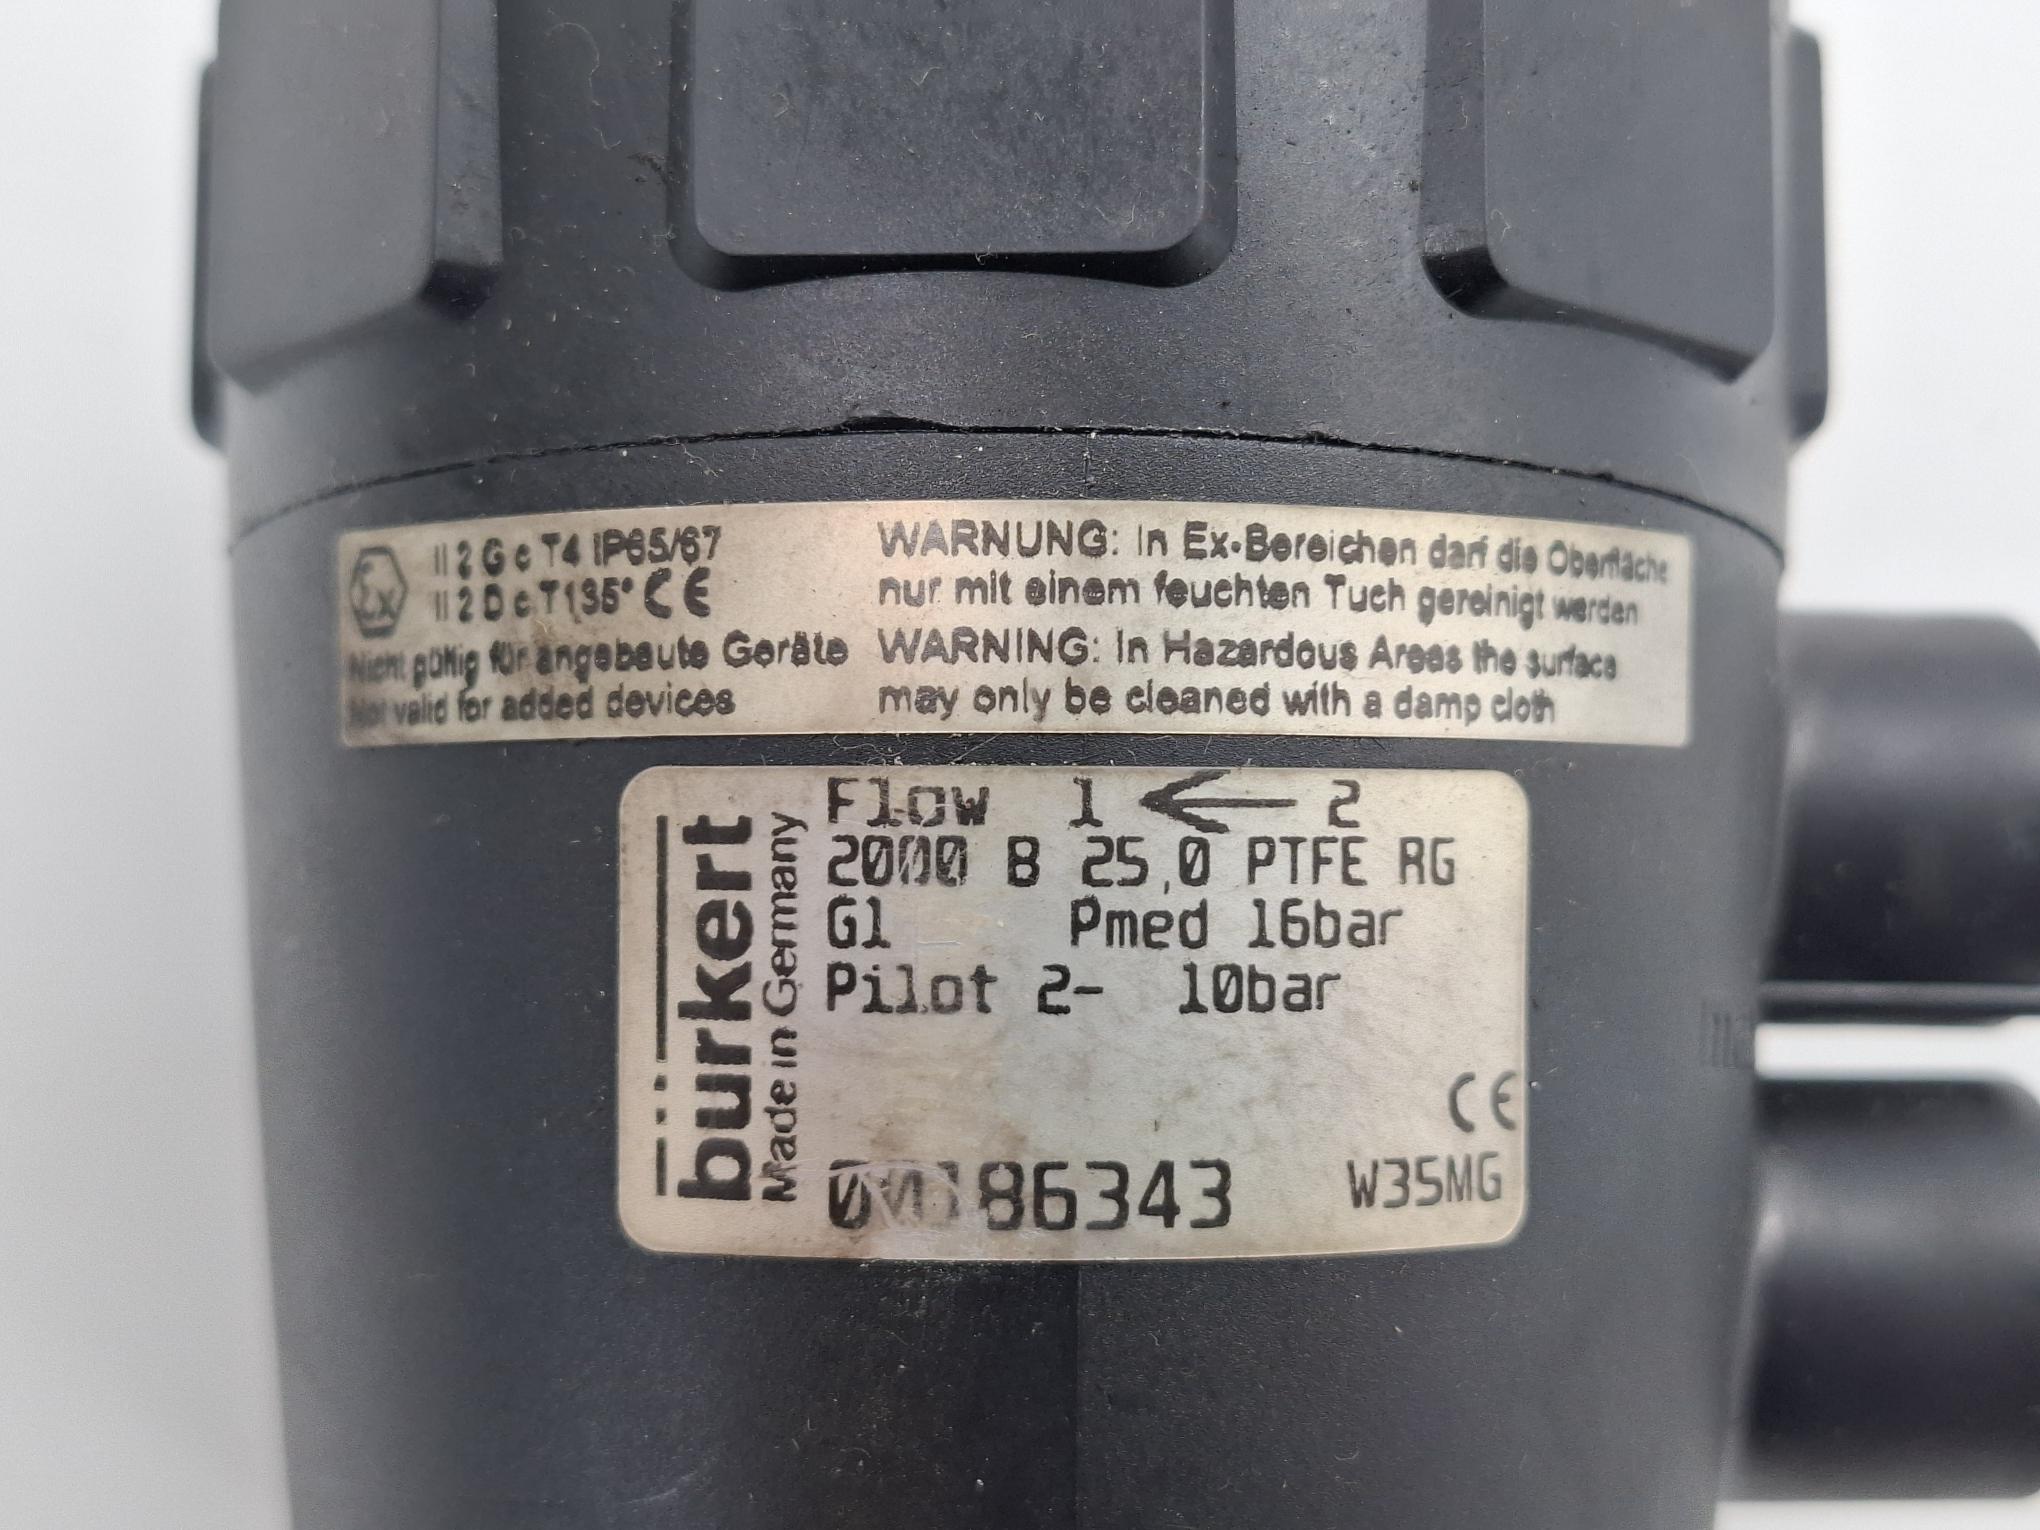 Ex
II 2 G c T4 IP65/67
II 2 D c T135° CE
Nicht gültig für angebaute Geräte
Not valid for added devices
WARNUNG: In Ex-Bereichen darf die Oberfläche
nur mit einem feuchten Tuch gereinigt werden
WARNING: In Hazardous Areas the surface
may only be cleaned with a damp cloth
burkert
Made in Germany
Flow 1 ← 2
2000 B 25,0 PTFE RG
G1 Pmed 16bar
Pilot 2- 10bar
CE
00186343 W35MG